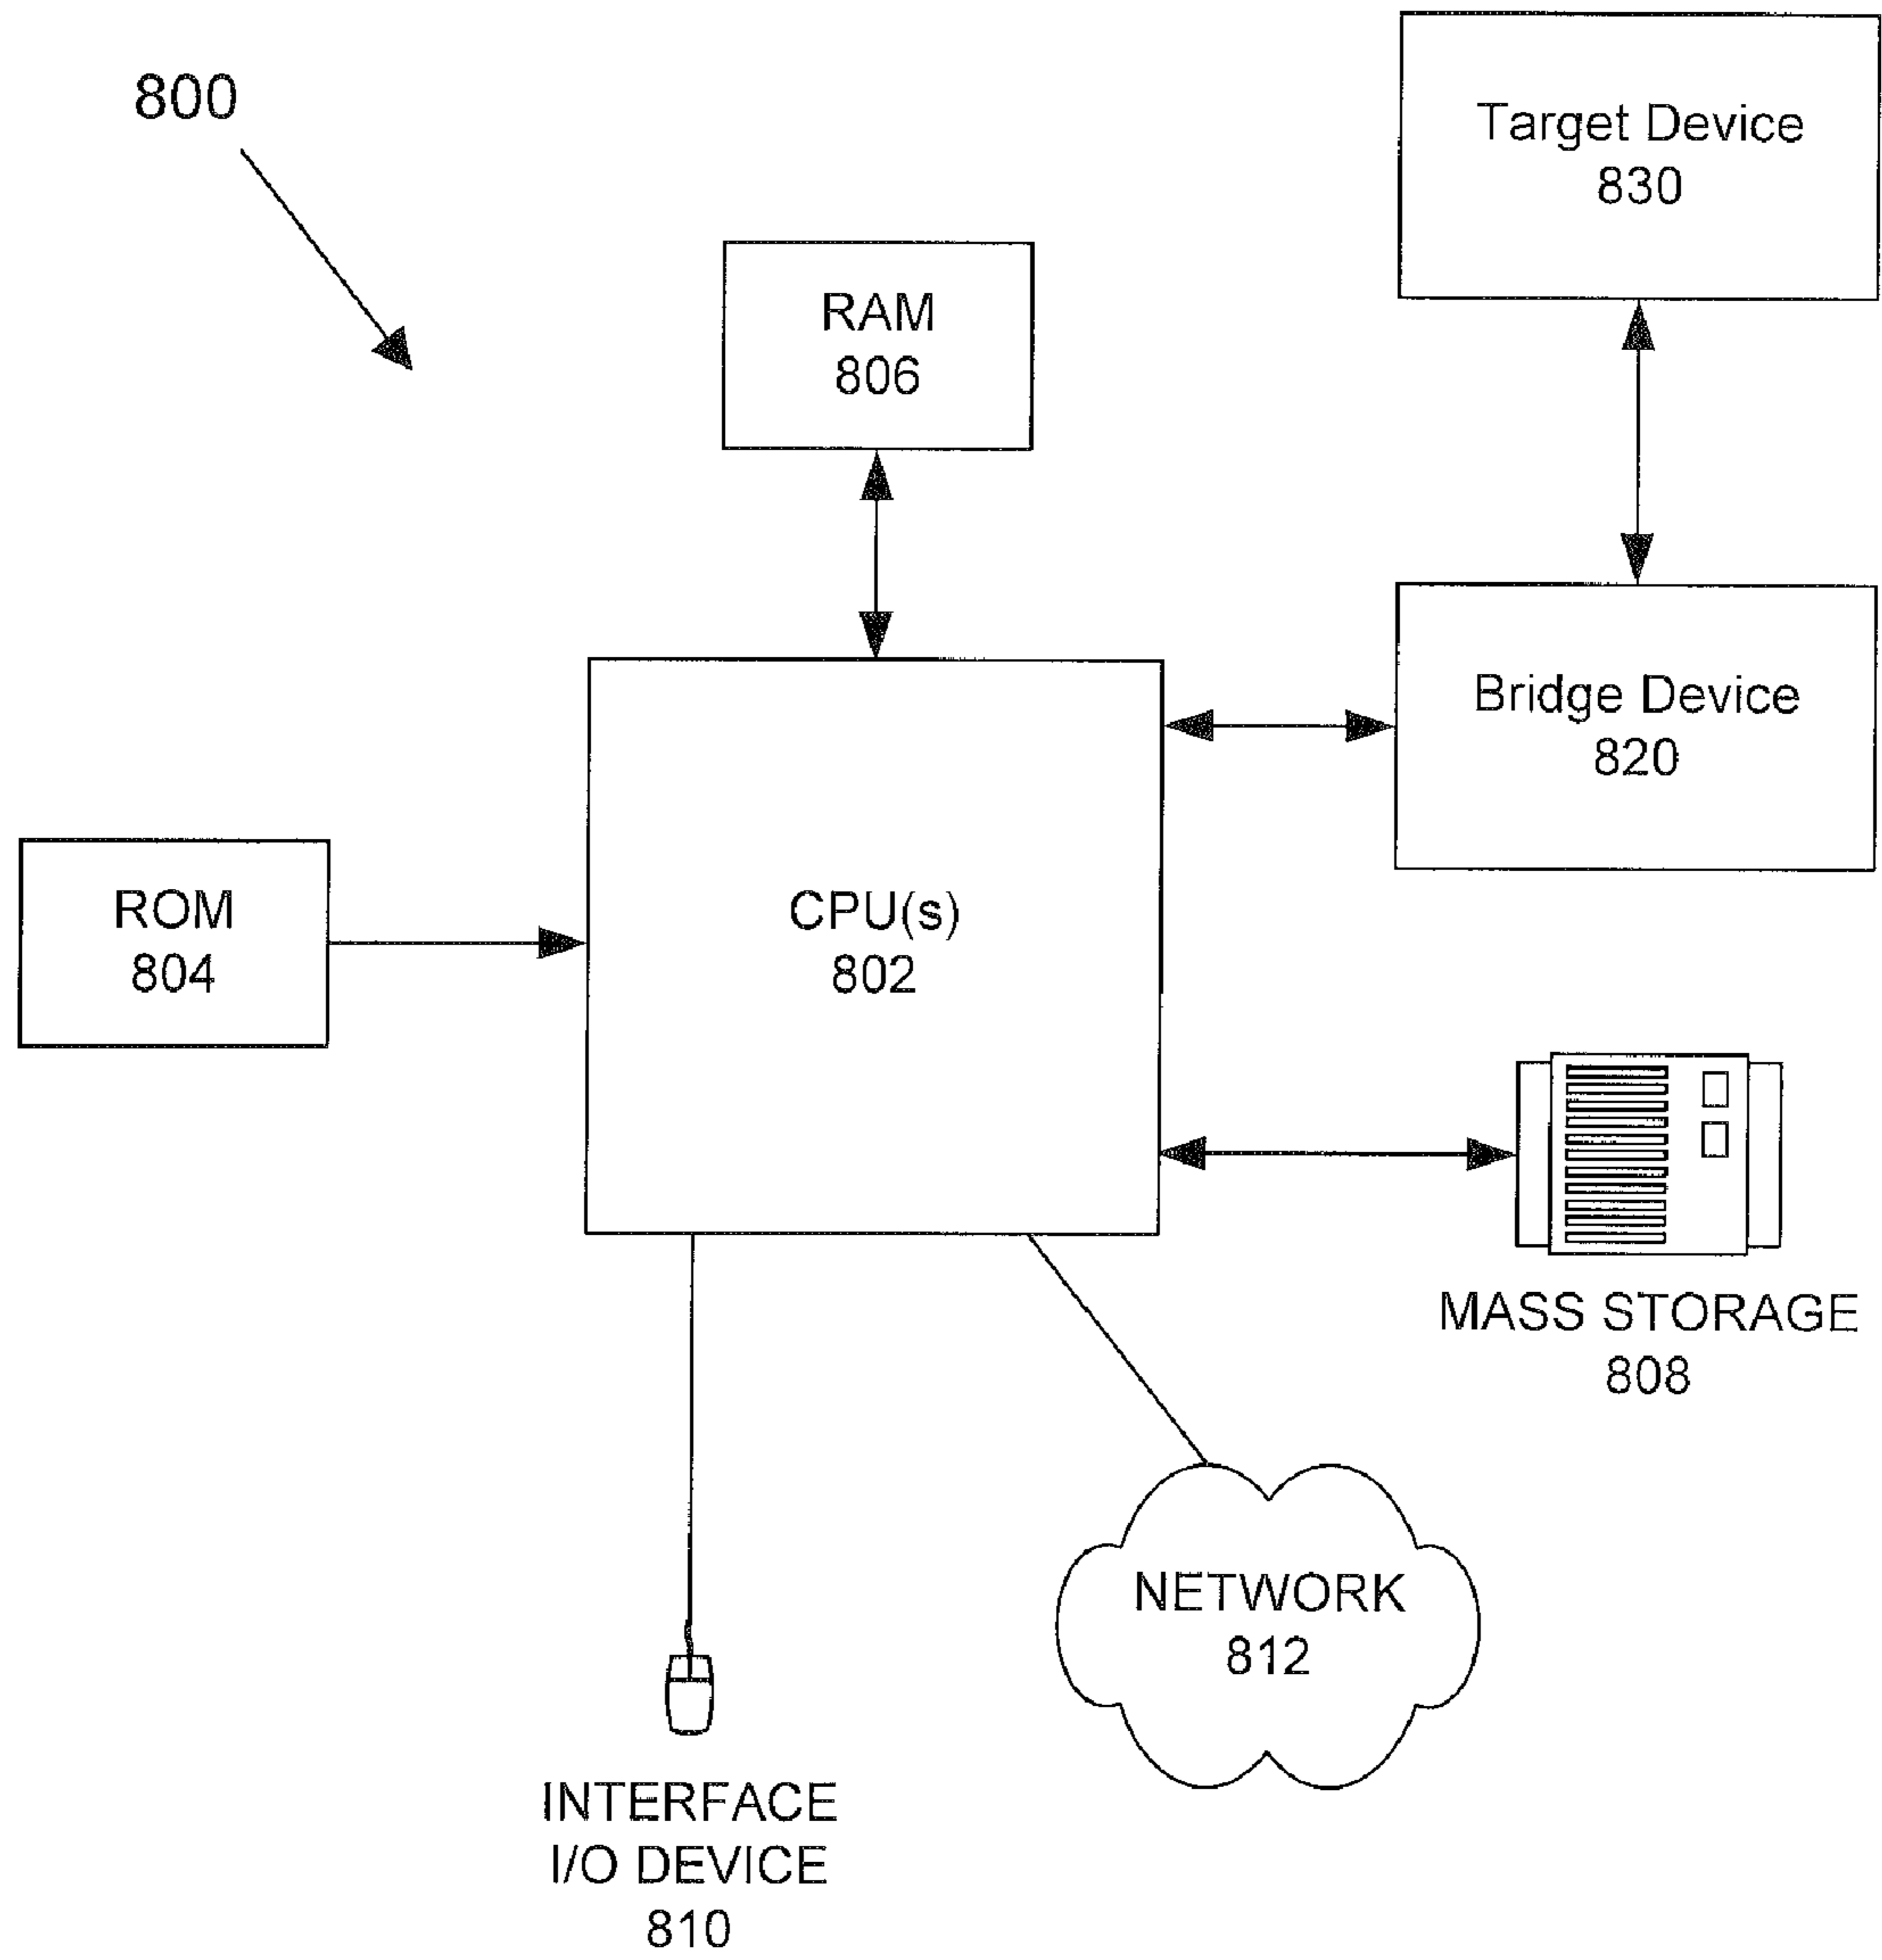 800
Target Device
830
RAM
806
Bridge Device
820
ROM
804
CPU(s)
802
MASS STORAGE
808
NETWORK
812
INTERFACE
I/O DEVICE
810